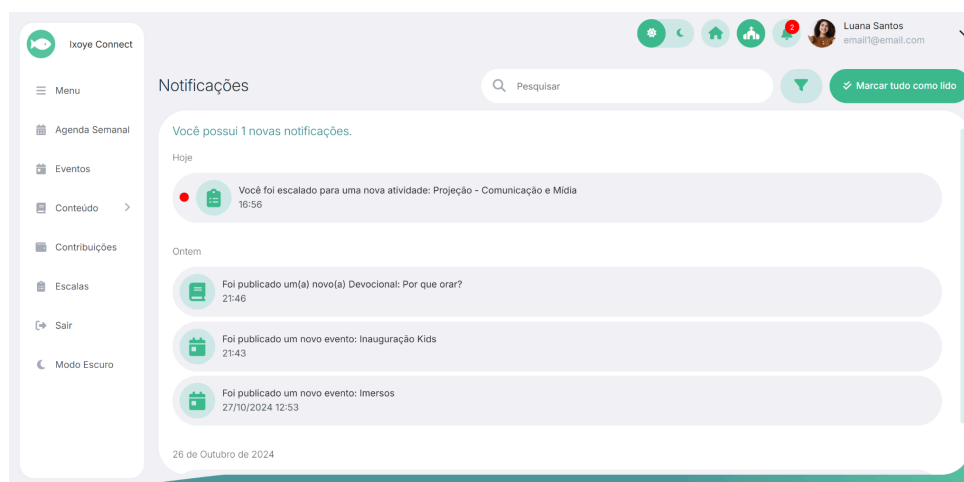 Ixoye Connect
2
Luana Santos
email1@email.com
Menu
Agenda Semanal
Eventos
Conteúdo
Contribuições
Escalas
Sair
Modo Escuro
Notificações
Pesquisar
Marcar tudo como lido
Você possui 1 novas notificações.
Hoje
Você foi escalado para uma nova atividade: Projeção - Comunicação e Mídia
16:56
Ontem
Foi publicado um(a) novo(a) Devocional: Por que orar?
21:46
Foi publicado um novo evento: Inauguração Kids
21:43
Foi publicado um novo evento: Imersos
27/10/2024 12:53
26 de Outubro de 2024